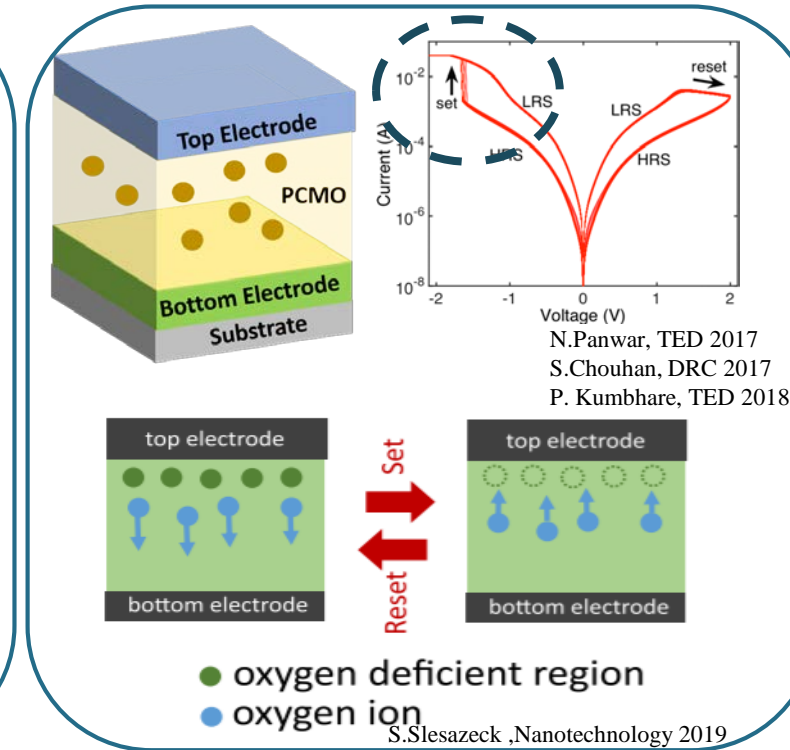 Top Electrode
PCMO
Bottom Electrode
Substrate
Current (A)
10-2
10-4
10-6
10-8
set
LRS
HRS
reset
LRS
HRS
-2 -1 0 1 2
Voltage (V)
N.Panwar, TED 2017
S.Chouhan, DRC 2017
P. Kumbhare, TED 2018
top electrode
bottom electrode
Set
Reset
top electrode
bottom electrode
oxygen deficient region
oxygen ion
S.Slesazeck ,Nanotechnology 2019